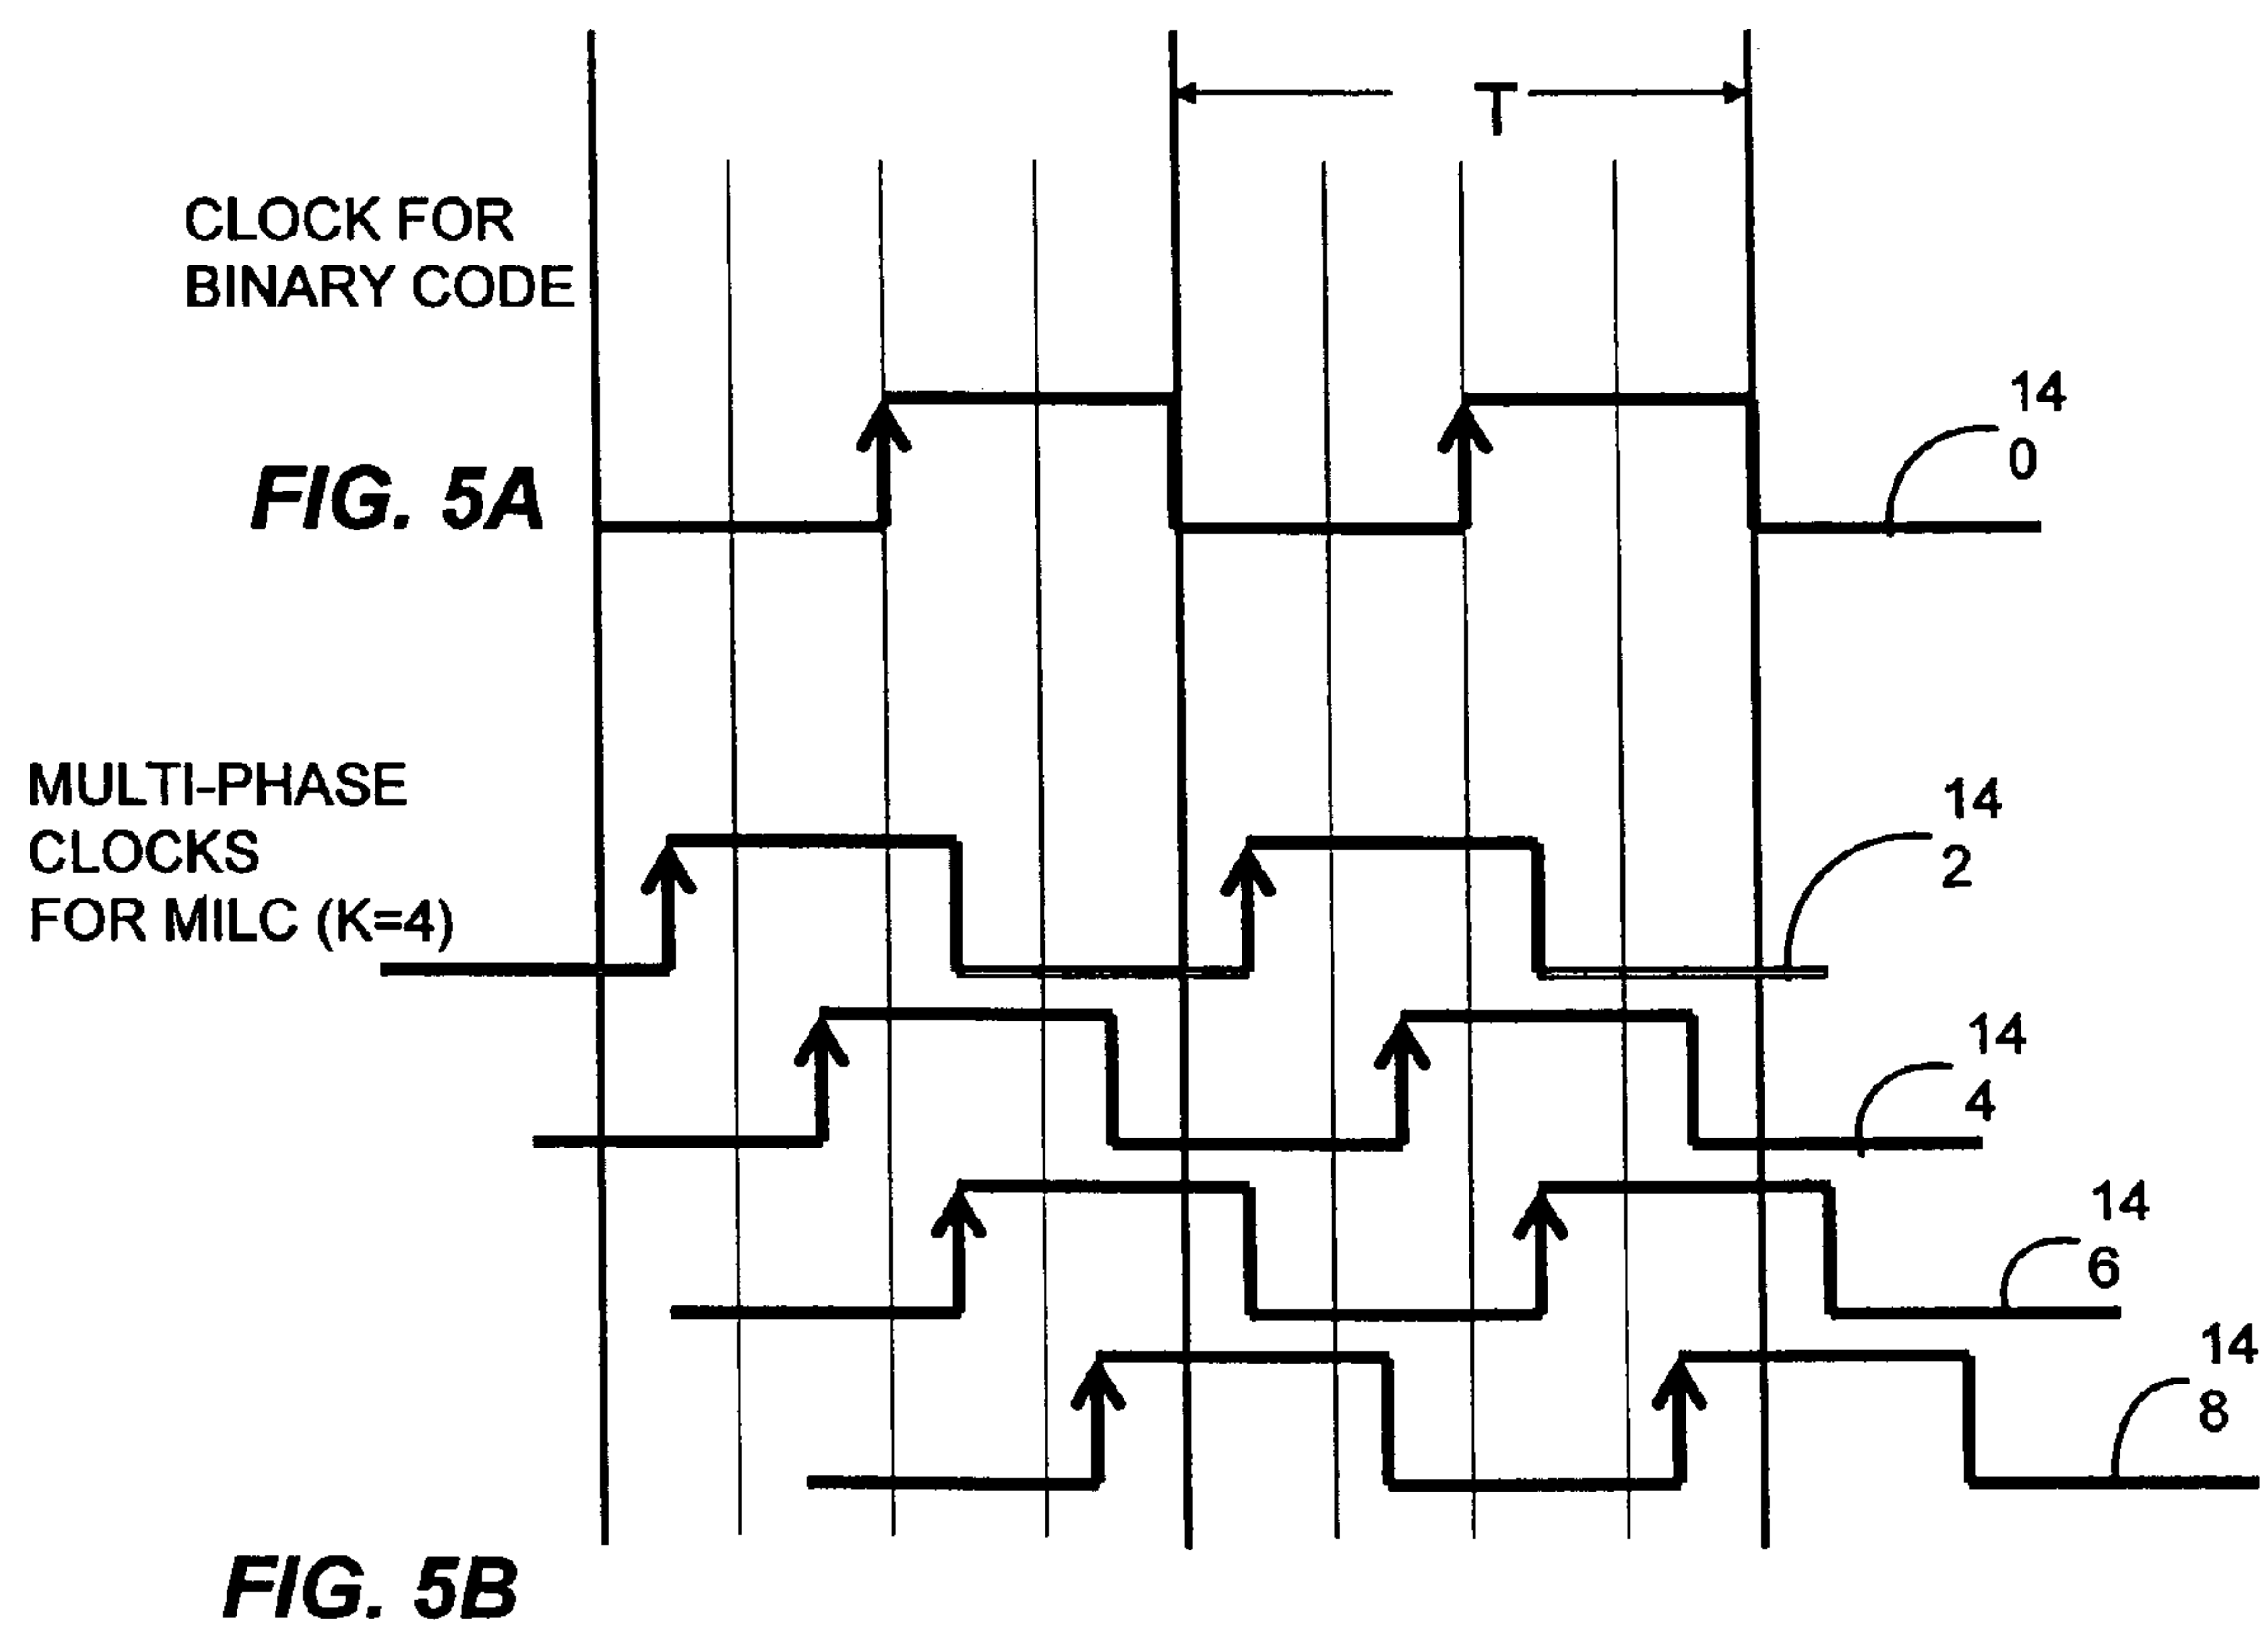 T
CLOCK FOR
BINARY CODE
14
0
FIG. 5A
MULTI-PHASE
CLOCKS
FOR MILC (K=4)
14
2
14
4
14
6
14
8
FIG. 5B